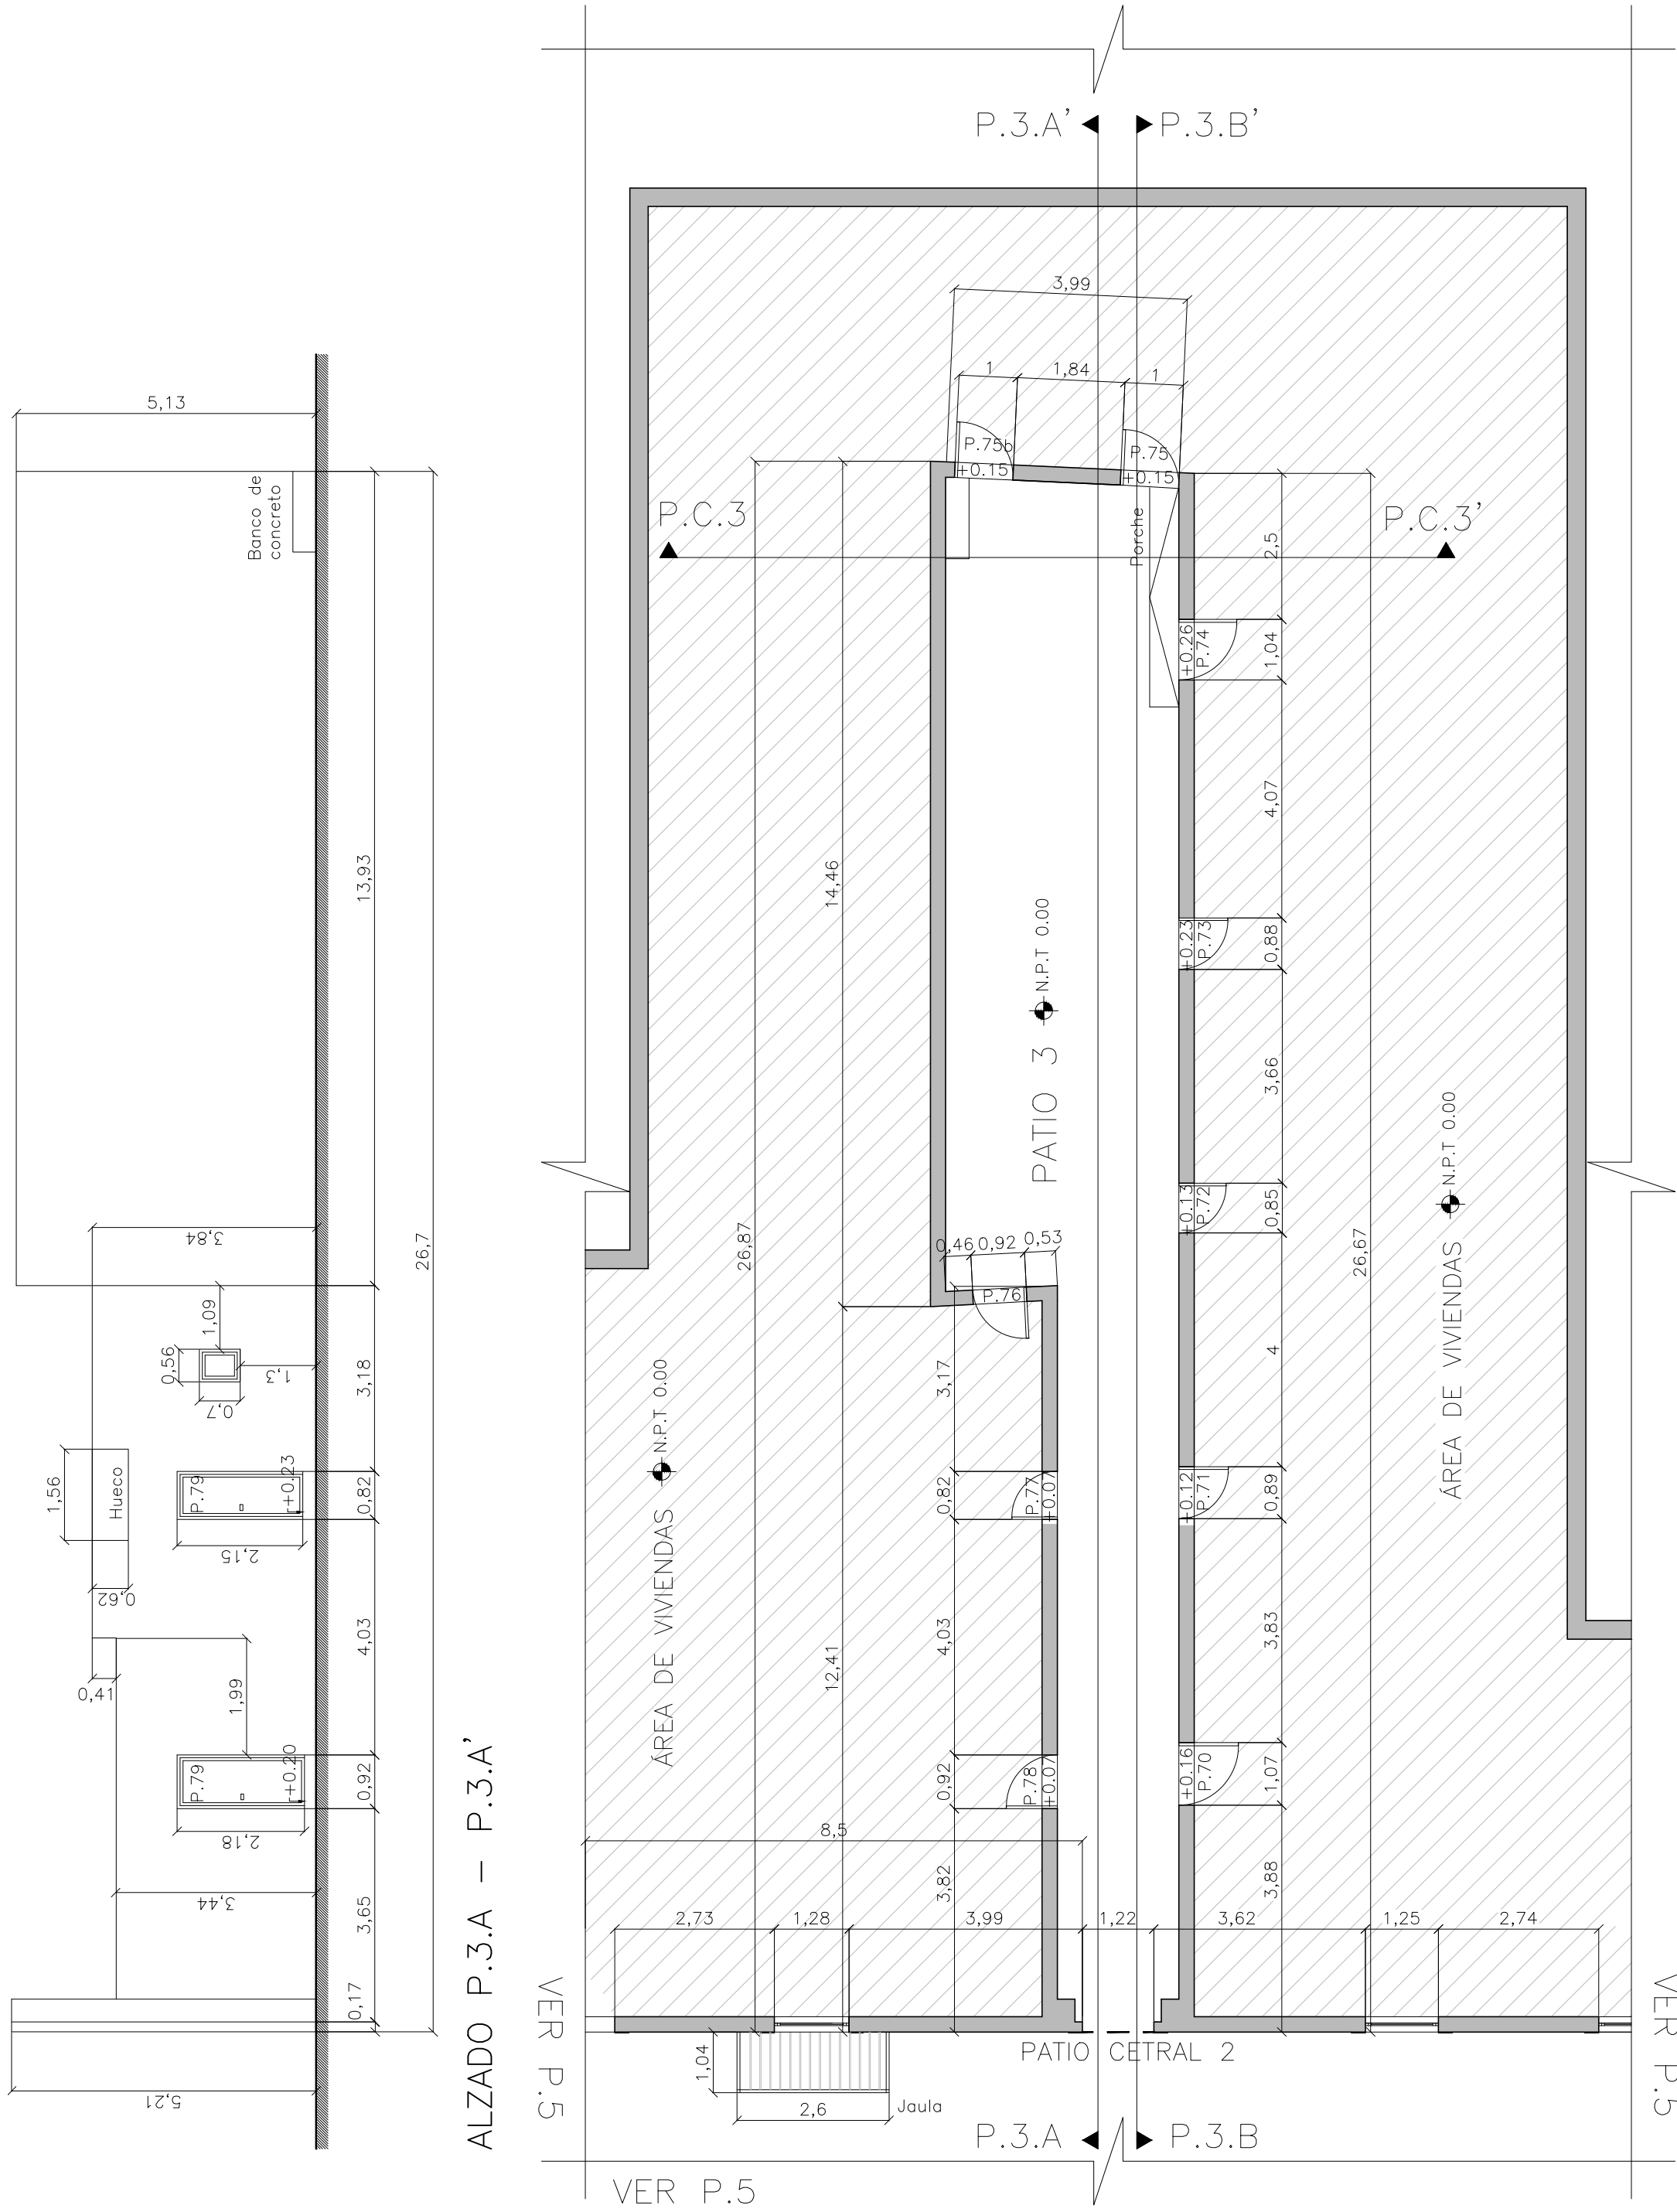 5,13
Banco de
concreto
13,93
26,7
3,84
1,09
0,56
1,3
0,7
3,18
1,56
Hueco
P.79
+0.23
0,82
2,15
0,62
4,03
0,41
1,99
P.79
+0.20
0,92
2,18
3,44
3,65
0,17
5,21
ALZADO P.3.A – P.3.A'
P.3.A'
P.3.B'
3,99
1
1,84
1
P.75b
+0.15
P.75
+0.15
P.C.3
P.C.3'
Porche
2,5
+0.26
P.74
1,04
4,07
14,46
+0.23
P.73
0,88
PATIO 3
N.P.T 0.00
3,66
+0.13
P.72
0,85
26,87
26,67
0,46
0,92
0,53
P.76
4
3,17
ÁREA DE VIVIENDAS
N.P.T 0.00
ÁREA DE VIVIENDAS
N.P.T 0.00
0,82
P.77
+0.07
+0.12
P.71
0,89
4,03
12,41
3,83
0,92
P.78
+0.07
+0.16
P.70
1,07
8,5
3,82
3,88
2,73
1,28
3,99
1,22
3,62
1,25
2,74
VER P.5
VER P.5
PATIO CETRAL 2
1,04
2,6
Jaula
P.3.A
P.3.B
VER P.5